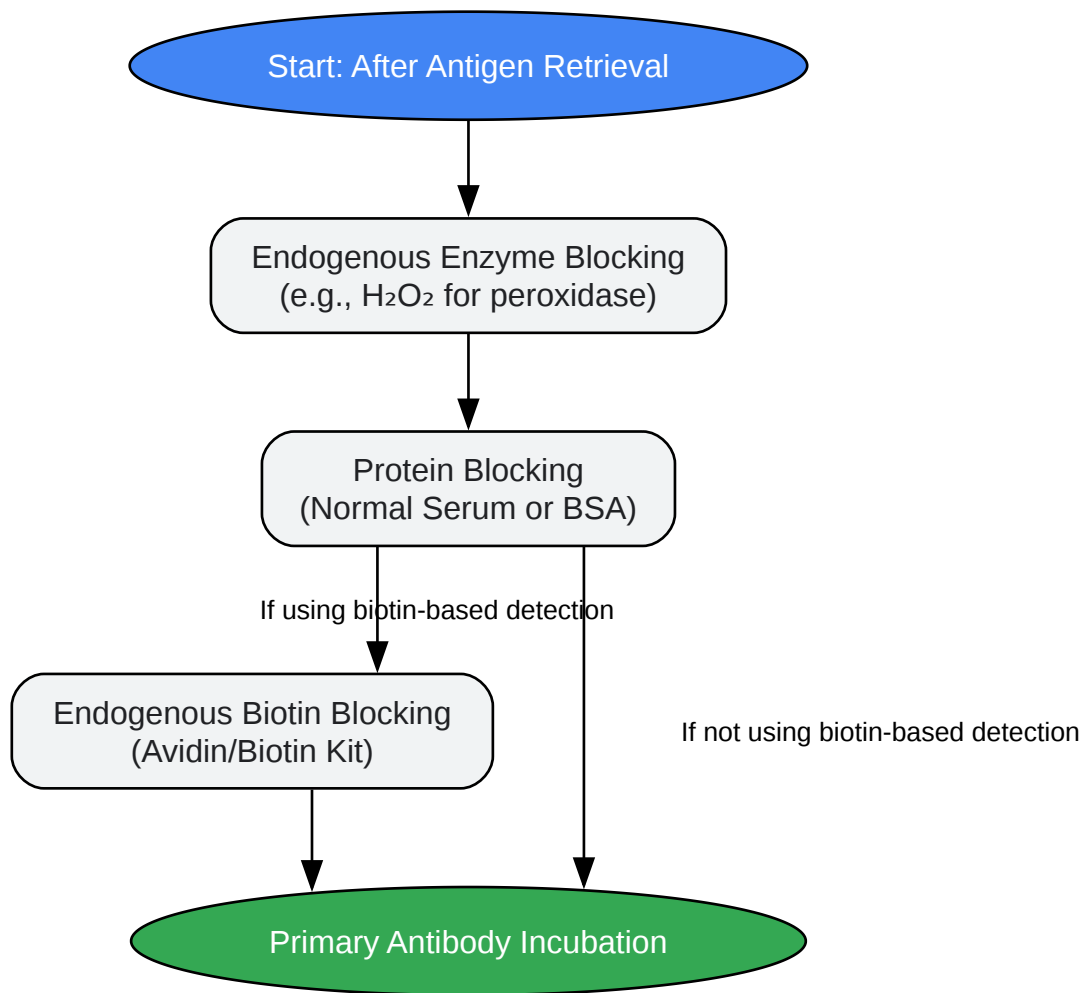 Start: After Antigen Retrieval
Endogenous Enzyme Blocking
(e.g., H₂O₂ for peroxidase)
Protein Blocking
(Normal Serum or BSA)
If using biotin-based detection
Endogenous Biotin Blocking
(Avidin/Biotin Kit)
If not using biotin-based detection
Primary Antibody Incubation